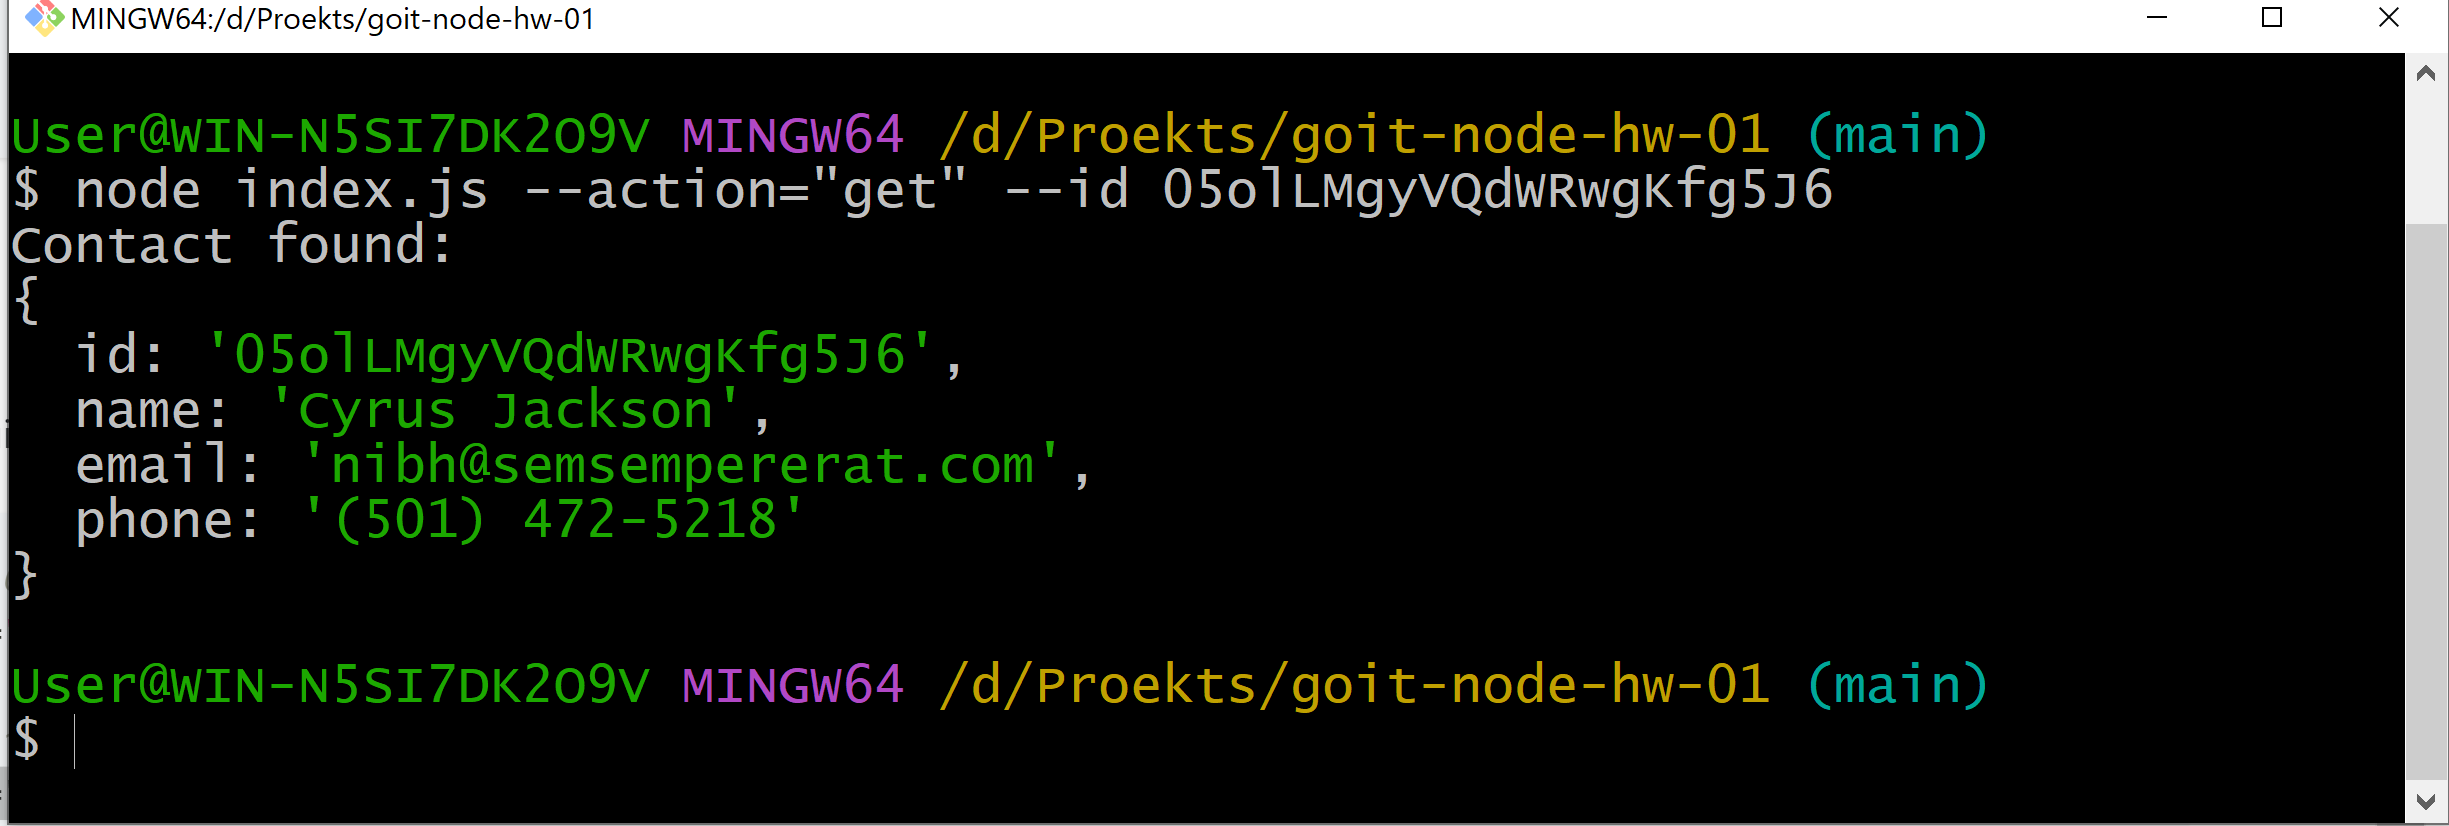 MINGW64:/d/Proekts/goit-node-hw-01
User@WIN-N5SI7DK2O9V MINGW64 /d/Proekts/goit-node-hw-01 (main)
$ node index.js --action="get" --id 05olLMgyVQdWRwgKfg5J6
Contact found:
{
  id: '05olLMgyVQdWRwgKfg5J6',
  name: 'Cyrus Jackson',
  email: 'nibh@semsempererat.com',
  phone: '(501) 472-5218'
}
User@WIN-N5SI7DK2O9V MINGW64 /d/Proekts/goit-node-hw-01 (main)
$